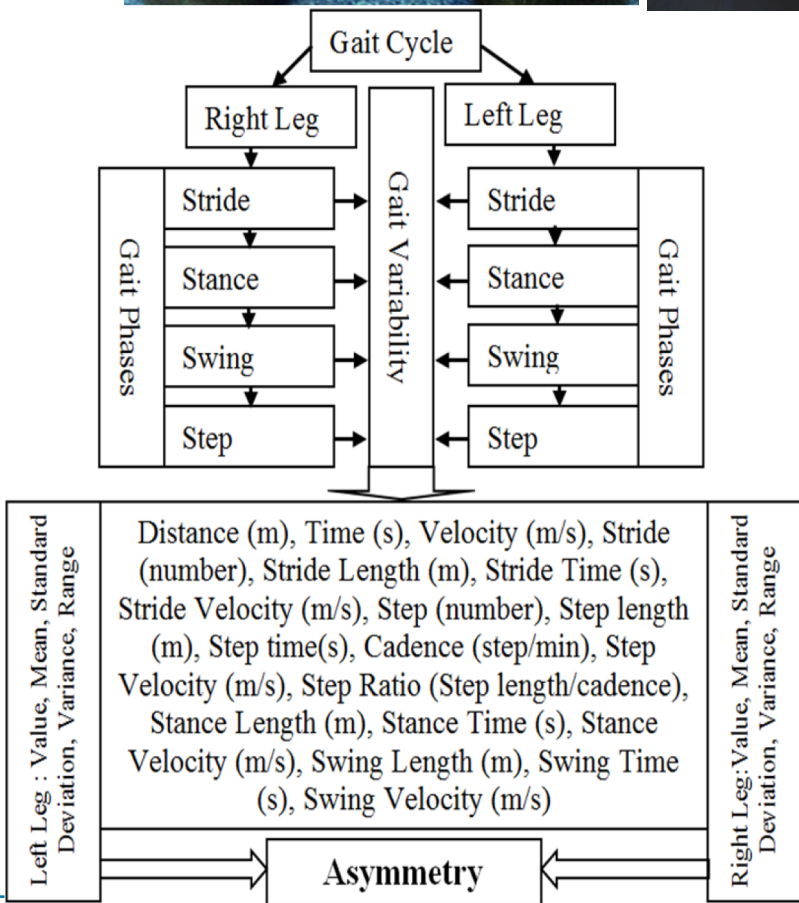 Gait Cycle
Right Leg
Left Leg
Gait Phases
Stride
Stance
Swing
Step
Gait Variability
Stride
Stance
Swing
Step
Gait Phases
Left Leg : Value, Mean, Standard
Deviation, Variance, Range
Distance (m), Time (s), Velocity (m/s), Stride
(number), Stride Length (m), Stride Time (s),
Stride Velocity (m/s), Step (number), Step length
(m), Step time(s), Cadence (step/min), Step
Velocity (m/s), Step Ratio (Step length/cadence),
Stance Length (m), Stance Time (s), Stance
Velocity (m/s), Swing Length (m), Swing Time
(s), Swing Velocity (m/s)
Right Leg:Value, Mean, Standard
Deviation, Variance, Range
Asymmetry